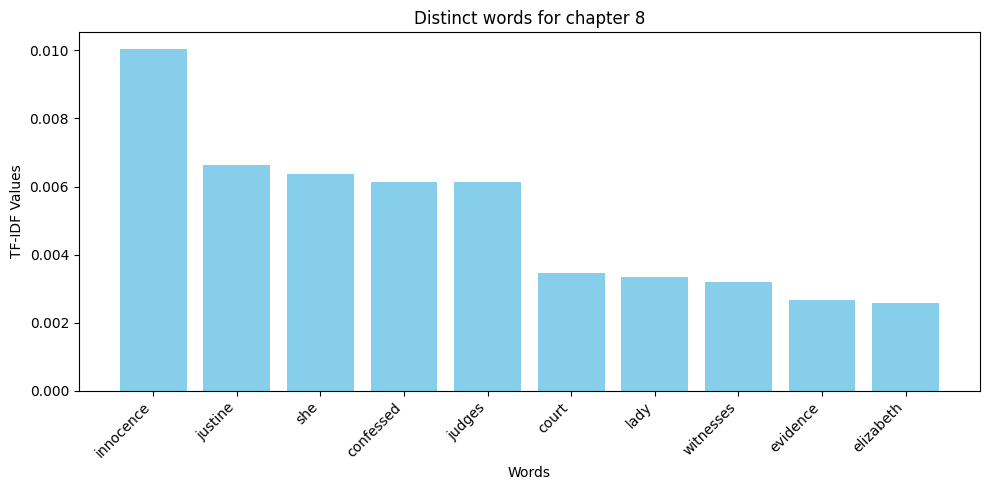 Distinct words for chapter 8
TF-IDF Values
0.010
0.008
0.006
0.004
0.002
0.000
innocence
justine
she
confessed
judges
court
lady
witnesses
evidence
elizabeth
Words